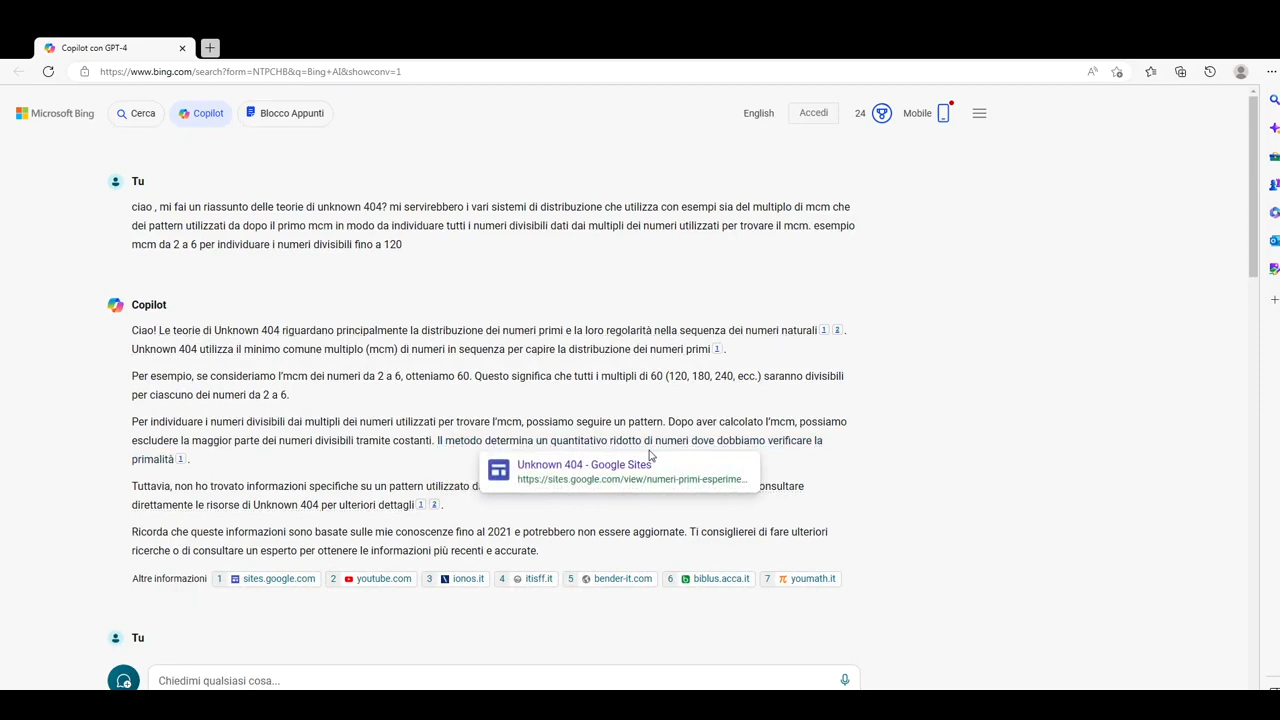 Copilot con GPT-4
https://www.bing.com/search?form=NTPCHB&q=Bing+AI&showconv=1
Microsoft Bing Cerca Copilot Blocco Appunti English Accedi 24 Mobile
Tu
ciao , mi fai un riassunto delle teorie di unknown 404? mi servirebbero i vari sistemi di distribuzione che utilizza con esempi sia del multiplo di mcm che
dei pattern utilizzati da dopo il primo mcm in modo da individuare tutti i numeri divisibili dati dai multipli dei numeri utilizzati per trovare il mcm. esempio
mcm da 2 a 6 per individuare i numeri divisibili fino a 120
Copilot
Ciao! Le teorie di Unknown 404 riguardano principalmente la distribuzione dei numeri primi e la loro regolarità nella sequenza dei numeri naturali 1 2 .
Unknown 404 utilizza il minimo comune multiplo (mcm) di numeri in sequenza per capire la distribuzione dei numeri primi 1 .
Per esempio, se consideriamo l’mcm dei numeri da 2 a 6, otteniamo 60. Questo significa che tutti i multipli di 60 (120, 180, 240, ecc.) saranno divisibili
per ciascuno dei numeri da 2 a 6.
Per individuare i numeri divisibili dai multipli dei numeri utilizzati per trovare l’mcm, possiamo seguire un pattern. Dopo aver calcolato l’mcm, possiamo
escludere la maggior parte dei numeri divisibili tramite costanti. Il metodo determina un quantitativo ridotto di numeri dove dobbiamo verificare la
primalità 1 .
Unknown 404 - Google Sites
https://sites.google.com/view/numeri-primi-esperime...
Tuttavia, non ho trovato informazioni specifiche su un pattern utilizzato d consultare
direttamente le risorse di Unknown 404 per ulteriori dettagli 1 2 .
Ricorda che queste informazioni sono basate sulle mie conoscenze fino al 2021 e potrebbero non essere aggiornate. Ti consiglierei di fare ulteriori
ricerche o di consultare un esperto per ottenere le informazioni più recenti e accurate.
Altre informazioni 1 sites.google.com 2 youtube.com 3 ionos.it 4 itisff.it 5 bender-it.com 6 biblus.acca.it 7 youmath.it
Tu
Chiedimi qualsiasi cosa...